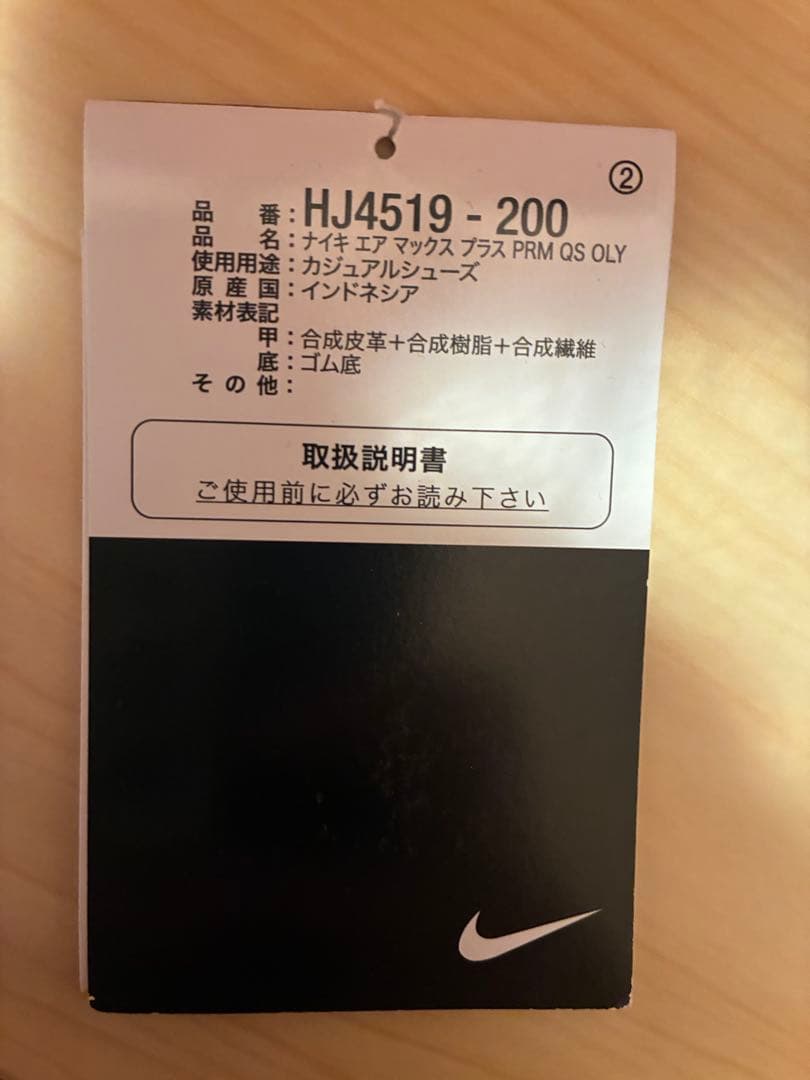 ②
品 番：HJ4519 - 200
品 名：ナイキ エア マックス プラス PRM QS OLY
使用用途：カジュアルシューズ
原 産 国：インドネシア
素材表記
甲：合成皮革＋合成樹脂＋合成繊維
底：ゴム底
そ の 他：
取扱説明書
ご使用前に必ずお読み下さい